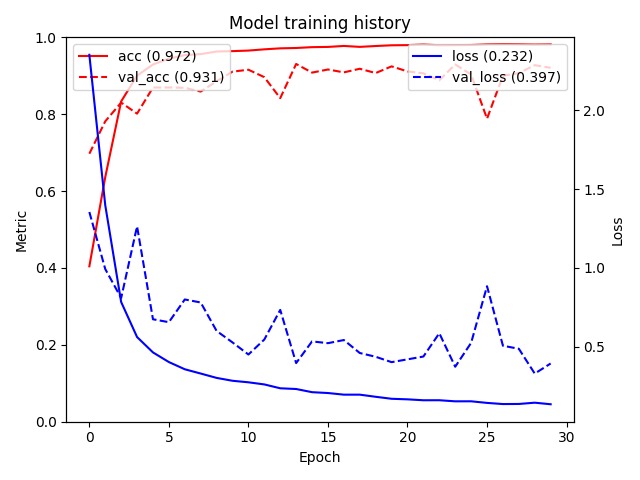 Model training history
acc (0.972)
val_acc (0.931)
loss (0.232)
val_loss (0.397)
1.0
0.8
0.6
0.4
0.2
0.0
Metric
2.0
1.5
1.0
0.5
Loss
0 5 10 15 20 25 30
Epoch